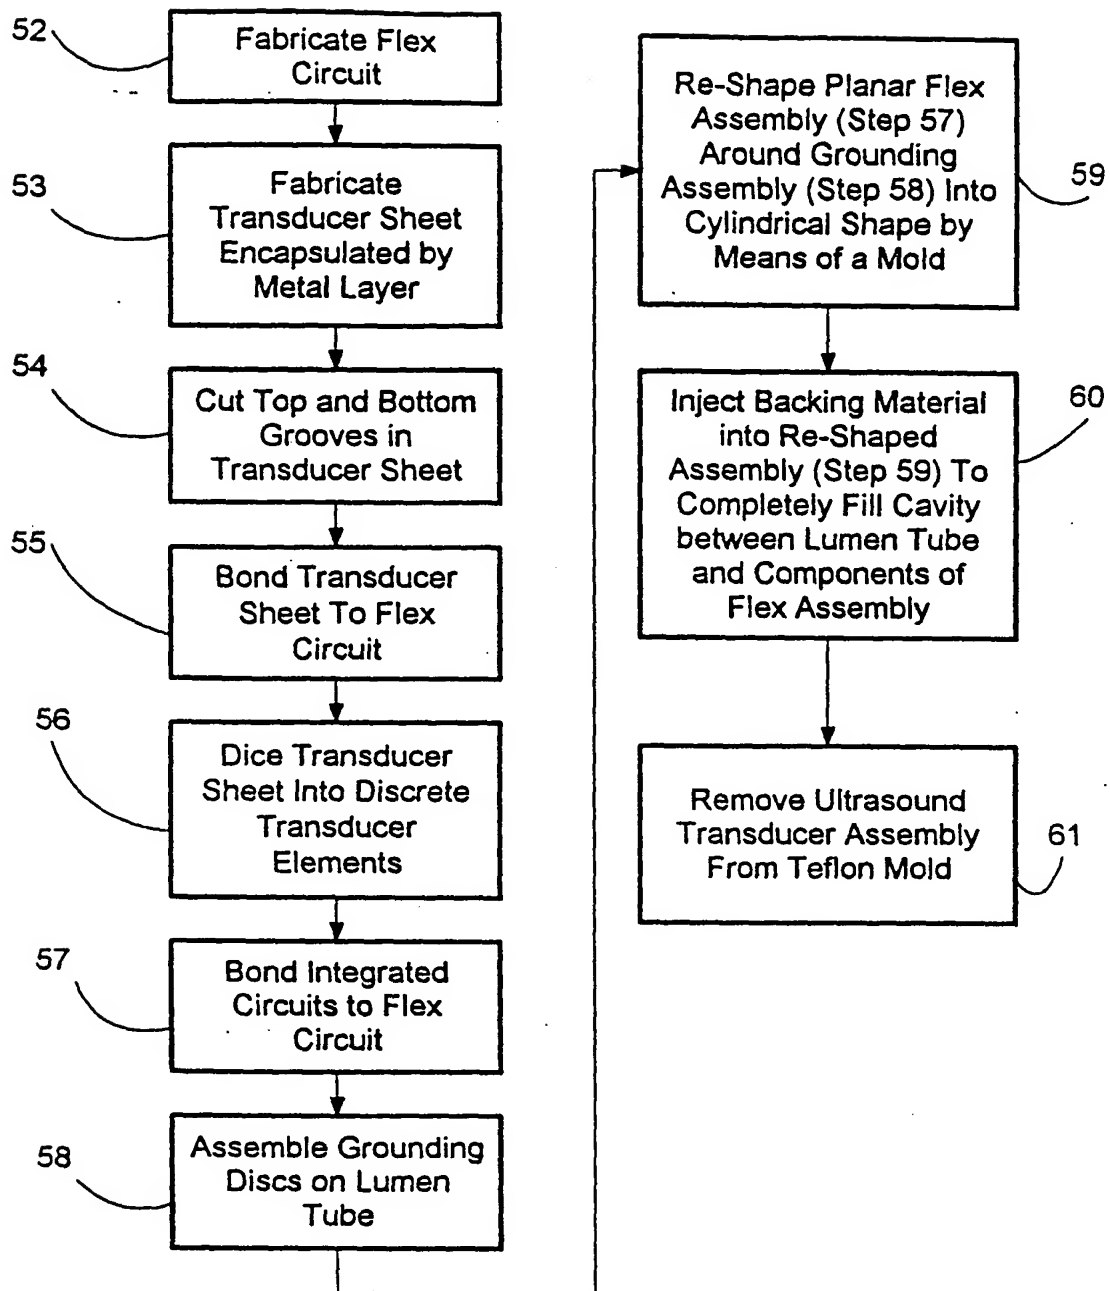 52
Fabricate Flex
Circuit
53
Fabricate
Transducer Sheet
Encapsulated by
Metal Layer
54
Cut Top and Bottom
Grooves in
Transducer Sheet
55
Bond Transducer
Sheet To Flex
Circuit
56
Dice Transducer
Sheet Into Discrete
Transducer
Elements
57
Bond Integrated
Circuits to Flex
Circuit
58
Assemble Grounding
Discs on Lumen
Tube
Re-Shape Planar Flex
Assembly (Step 57)
Around Grounding
Assembly (Step 58) Into
Cylindrical Shape by
Means of a Mold
59
Inject Backing Material
into Re-Shaped
Assembly (Step 59) To
Completely Fill Cavity
between Lumen Tube
and Components of
Flex Assembly
60
Remove Ultrasound
Transducer Assembly
From Teflon Mold
61